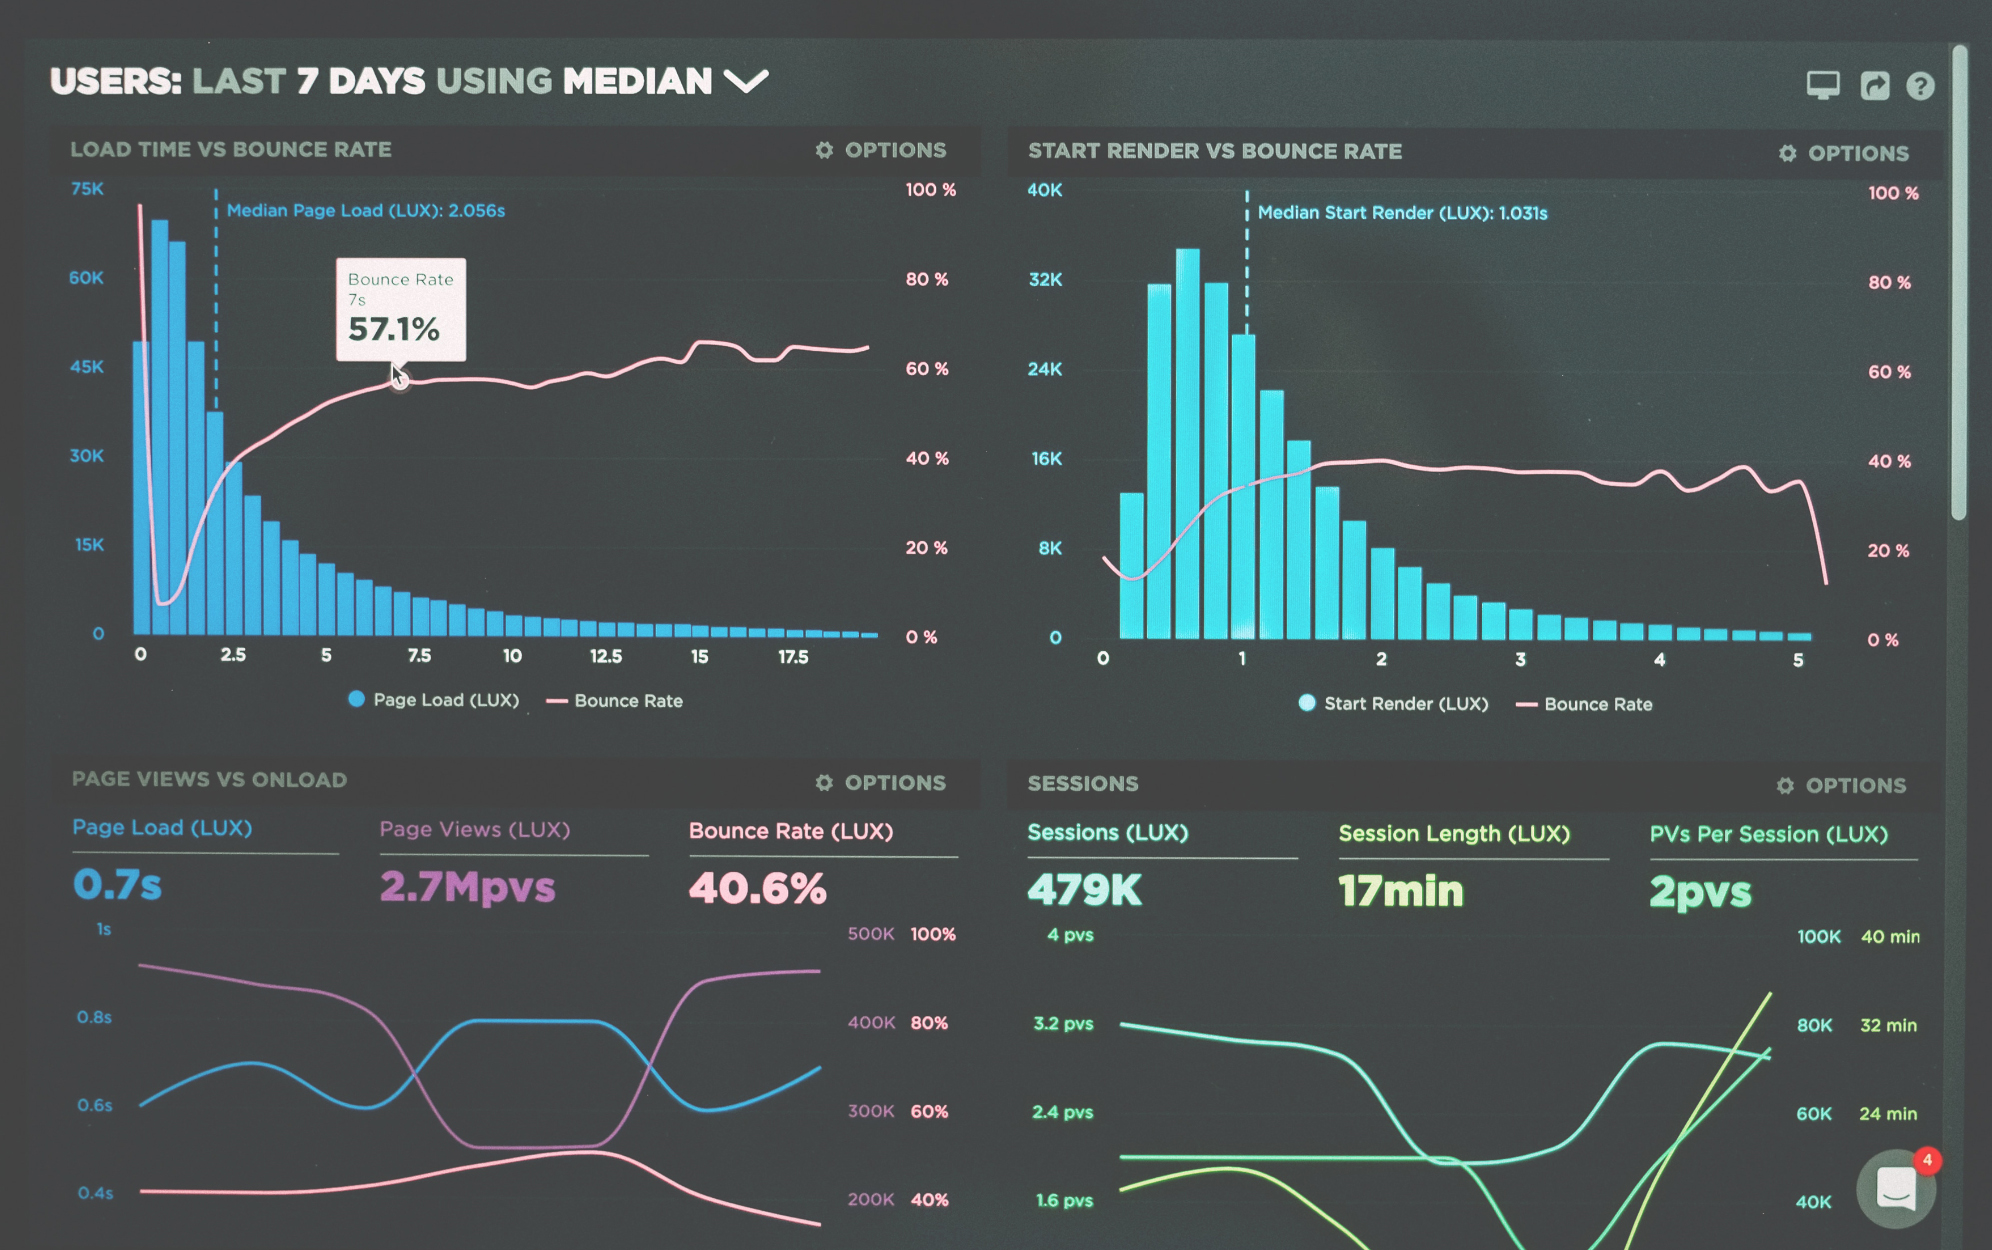 USERS: LAST 7 DAYS USING MEDIAN
LOAD TIME VS BOUNCE RATE
OPTIONS
75K
60K
45K
30K
15K
0
Median Page Load (LUX): 2.056s
Bounce Rate
7s
57.1%
100 %
80 %
60 %
40 %
20 %
0 %
0 2.5 5 7.5 10 12.5 15 17.5
Page Load (LUX) Bounce Rate
START RENDER VS BOUNCE RATE
OPTIONS
40K
32K
24K
16K
8K
0
Median Start Render (LUX): 1.031s
100 %
80 %
60 %
40 %
20 %
0 %
0 1 2 3 4 5
Start Render (LUX) Bounce Rate
PAGE VIEWS VS ONLOAD
OPTIONS
Page Load (LUX)
0.7s
Page Views (LUX)
2.7Mpvs
Bounce Rate (LUX)
40.6%
1s
0.8s
0.6s
0.4s
500K 100%
400K 80%
300K 60%
200K 40%
SESSIONS
OPTIONS
Sessions (LUX)
479K
Session Length (LUX)
17min
PVs Per Session (LUX)
2pvs
4 pvs
3.2 pvs
2.4 pvs
1.6 pvs
100K 40 min
80K 32 min
60K 24 min
40K
4